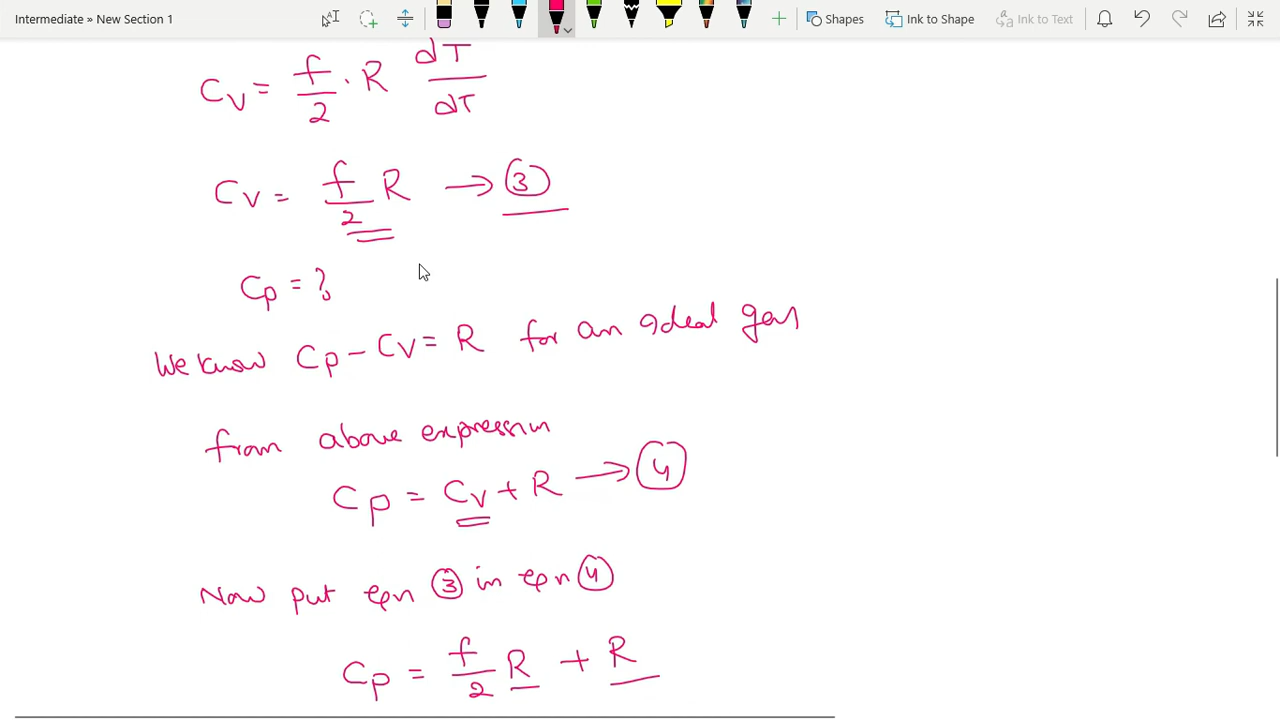 Intermediate » New Section 1
Shapes
Ink to Shape
Ink to Text
Cv = f/2 · R dT/dT
Cv = f/2 R → ③
Cp = ?
We know Cp - Cv = R for an ideal gas
from above expression
Cp = Cv + R → ④
Now put eqn ③ in eqn ④
Cp = f/2 R + R